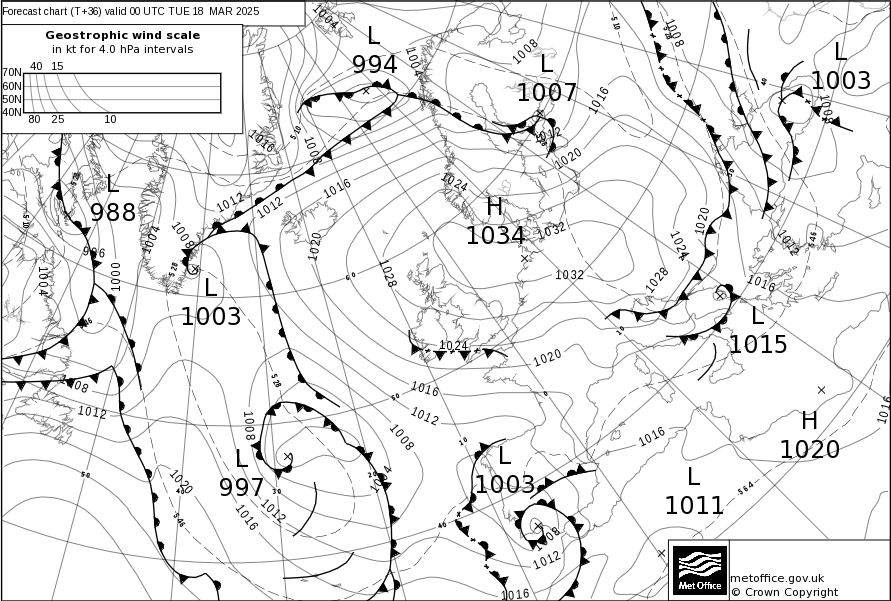 Forecast chart (T+36) valid 00 UTC TUE 18 MAR 2025
Geostrophic wind scale
in kt for 4.0 hPa intervals
40 15
70N
60N
50N
40N
80 25 10
L
994
L
1007
L
1003
L
988
H
1034
L
1003
L
1015
H
1020
L
997
L
1003
L
1011
1004
1004
1008
1008
1016
1008
1016
1008
1012
1020
1016
1024
1012
1012
1032
1020
1020
1024
1012
1004
1008
996
1004
1000
1028
1032
1028
1016
1024
1020
1008
1012
1016
1012
1008
1008
1016
1016
1020
1012
1016
1004
1008
1012
1016
Met Office
metoffice.gov.uk
© Crown Copyright